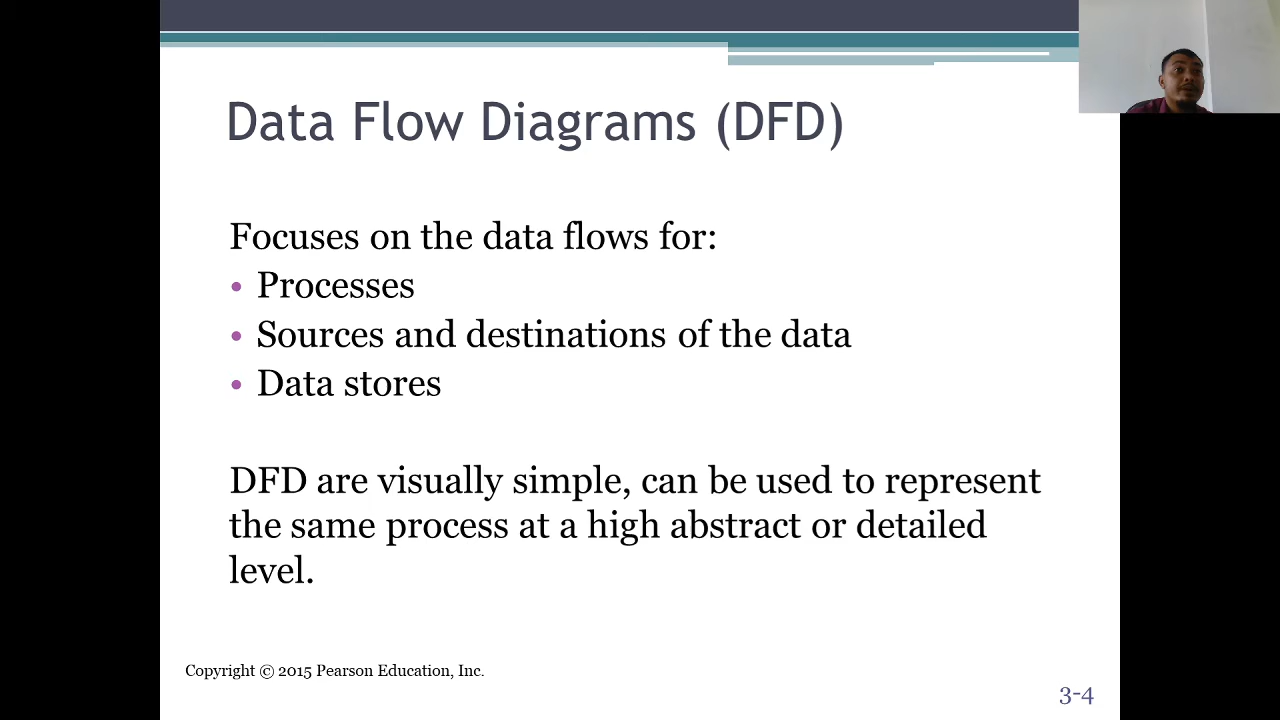 Data Flow Diagrams (DFD)
Focuses on the data flows for:
• Processes
• Sources and destinations of the data
• Data stores
DFD are visually simple, can be used to represent
the same process at a high abstract or detailed
level.
Copyright © 2015 Pearson Education, Inc.
3-4